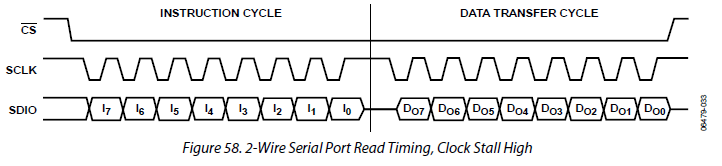 INSTRUCTION CYCLE DATA TRANSFER CYCLE
CS
SCLK
SDIO I7 I6 I5 I4 I3 I2 I1 I0 DO7 DO6 DO5 DO4 DO3 DO2 DO1 DO0
06479-033
Figure 58. 2-Wire Serial Port Read Timing, Clock Stall High